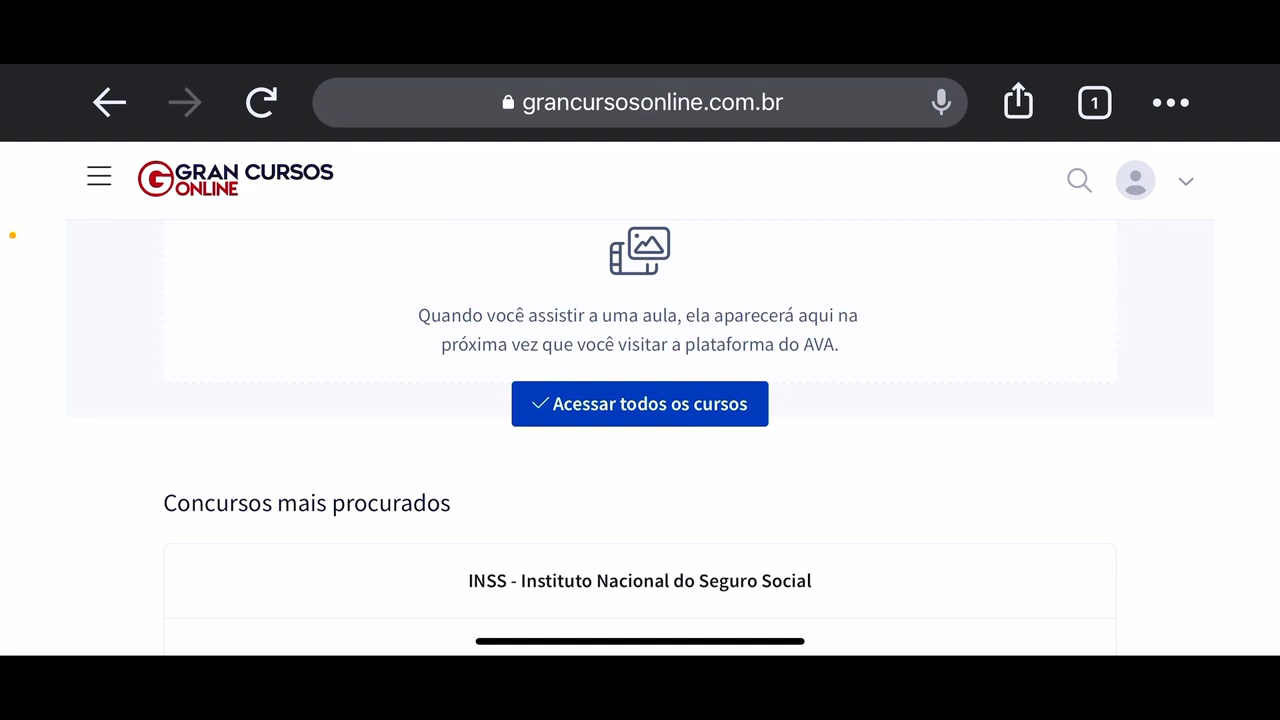 grancursosonline.com.br
1
GRAN CURSOS
ONLINE
Quando você assistir a uma aula, ela aparecerá aqui na
próxima vez que você visitar a plataforma do AVA.
Acessar todos os cursos
Concursos mais procurados
INSS - Instituto Nacional do Seguro Social